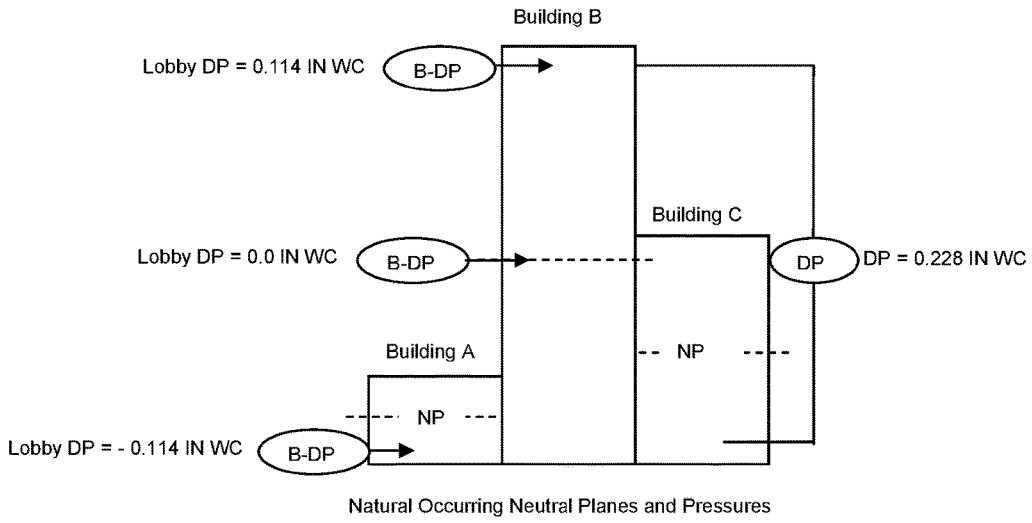 Building B
Lobby DP = 0.114 IN WC
B-DP
Building C
Lobby DP = 0.0 IN WC
B-DP
DP
DP = 0.228 IN WC
Building A
NP
NP
Lobby DP = - 0.114 IN WC
B-DP
Natural Occurring Neutral Planes and Pressures